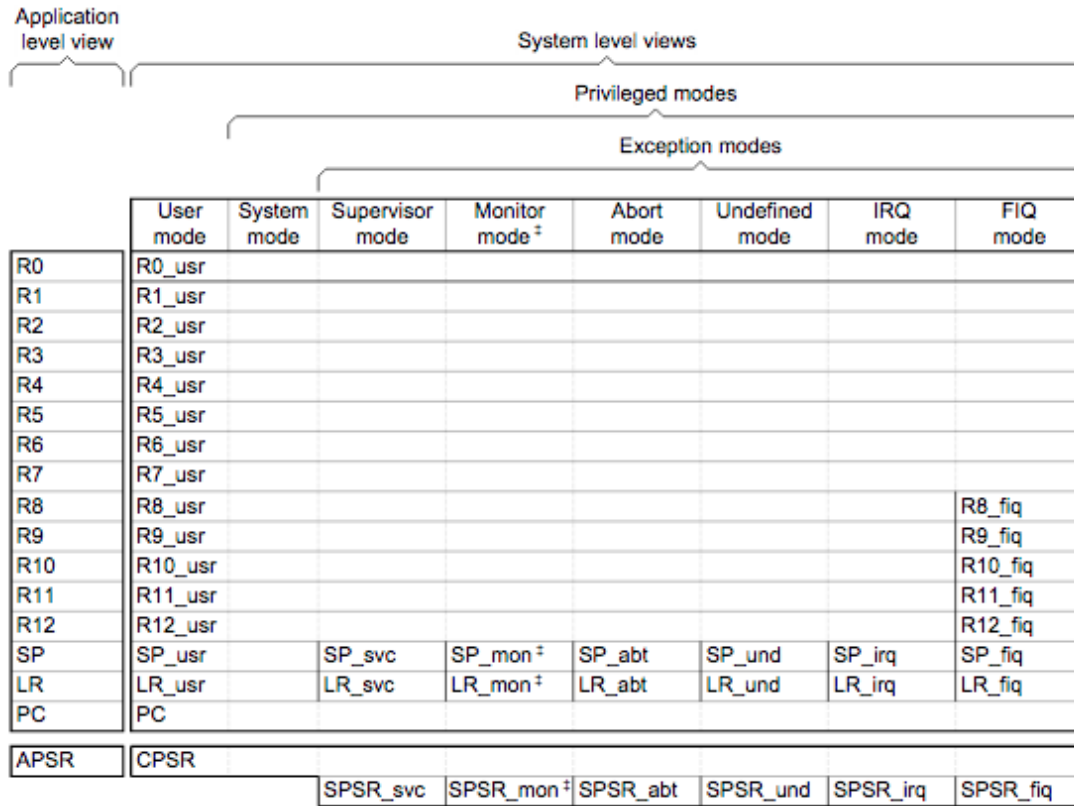 Application
level view
System level views
Privileged modes
Exception modes
User mode System mode Supervisor mode Monitor mode ‡ Abort mode Undefined mode IRQ mode FIQ mode
R0 R0_usr
R1 R1_usr
R2 R2_usr
R3 R3_usr
R4 R4_usr
R5 R5_usr
R6 R6_usr
R7 R7_usr
R8 R8_usr R8_fiq
R9 R9_usr R9_fiq
R10 R10_usr R10_fiq
R11 R11_usr R11_fiq
R12 R12_usr R12_fiq
SP SP_usr SP_svc SP_mon ‡ SP_abt SP_und SP_irq SP_fiq
LR LR_usr LR_svc LR_mon ‡ LR_abt LR_und LR_irq LR_fiq
PC PC
APSR CPSR
SPSR_svc SPSR_mon ‡ SPSR_abt SPSR_und SPSR_irq SPSR_fiq